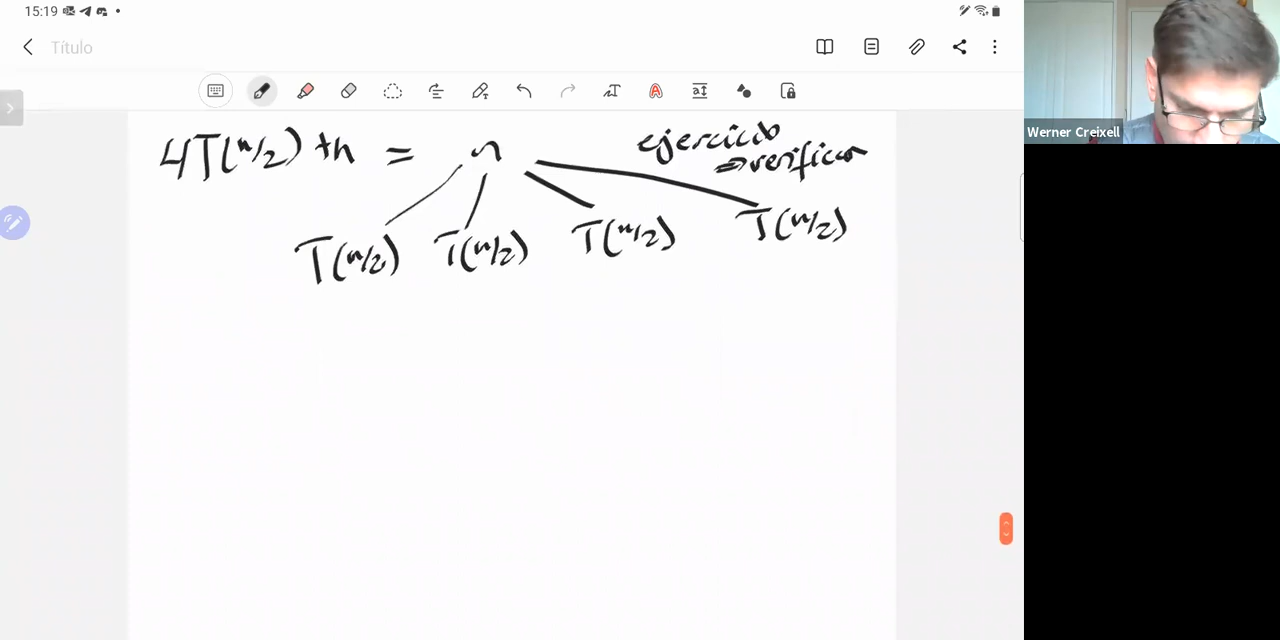 15:19
Título
4T(n/2) +n = n
ejercicio
⇒ verificar
T(n/2) T(n/2) T(n/2) T(n/2)
Werner Creixell